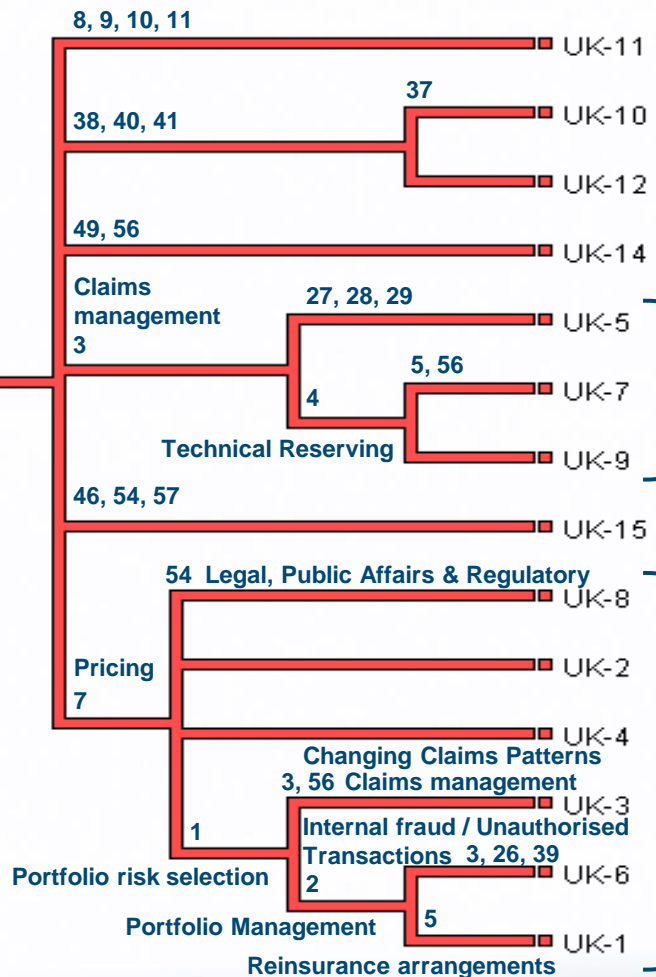 8, 9, 10, 11
UK-11
37
UK-10
38, 40, 41
UK-12
49, 56
UK-14
Claims
management
3
27, 28, 29
UK-5
5, 56
UK-7
4
Technical Reserving
UK-9
46, 54, 57
UK-15
54 Legal, Public Affairs & Regulatory
UK-8
Pricing
7
UK-2
UK-4
Changing Claims Patterns
3, 56 Claims management
UK-3
1
Internal fraud / Unauthorised
Transactions 3, 26, 39
UK-6
Portfolio risk selection
2
Portfolio Management
5
UK-1
Reinsurance arrangements